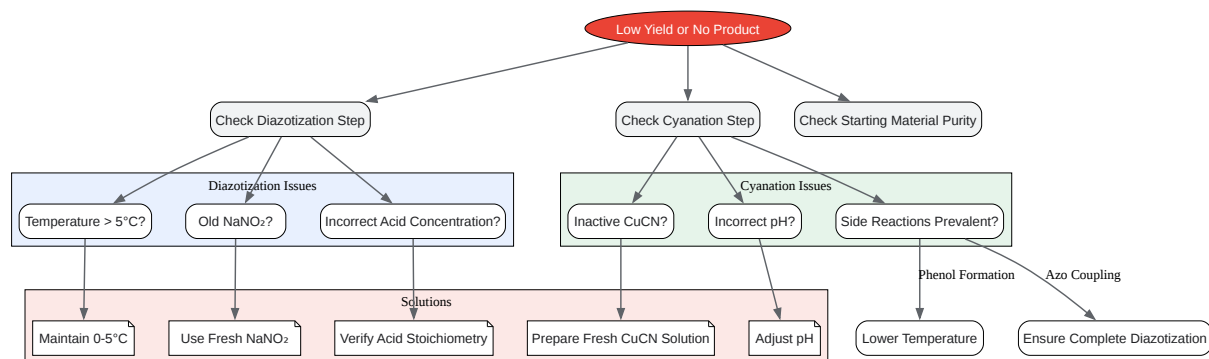 Low Yield or No Product
Check Diazotization Step
Check Cyanation Step
Check Starting Material Purity
Diazotization Issues
Cyanation Issues
Temperature > 5°C?
Old NaNO₂?
Incorrect Acid Concentration?
Inactive CuCN?
Incorrect pH?
Side Reactions Prevalent?
Phenol Formation
Azo Coupling
Solutions
Maintain 0-5°C
Use Fresh NaNO₂
Verify Acid Stoichiometry
Prepare Fresh CuCN Solution
Adjust pH
Lower Temperature
Ensure Complete Diazotization